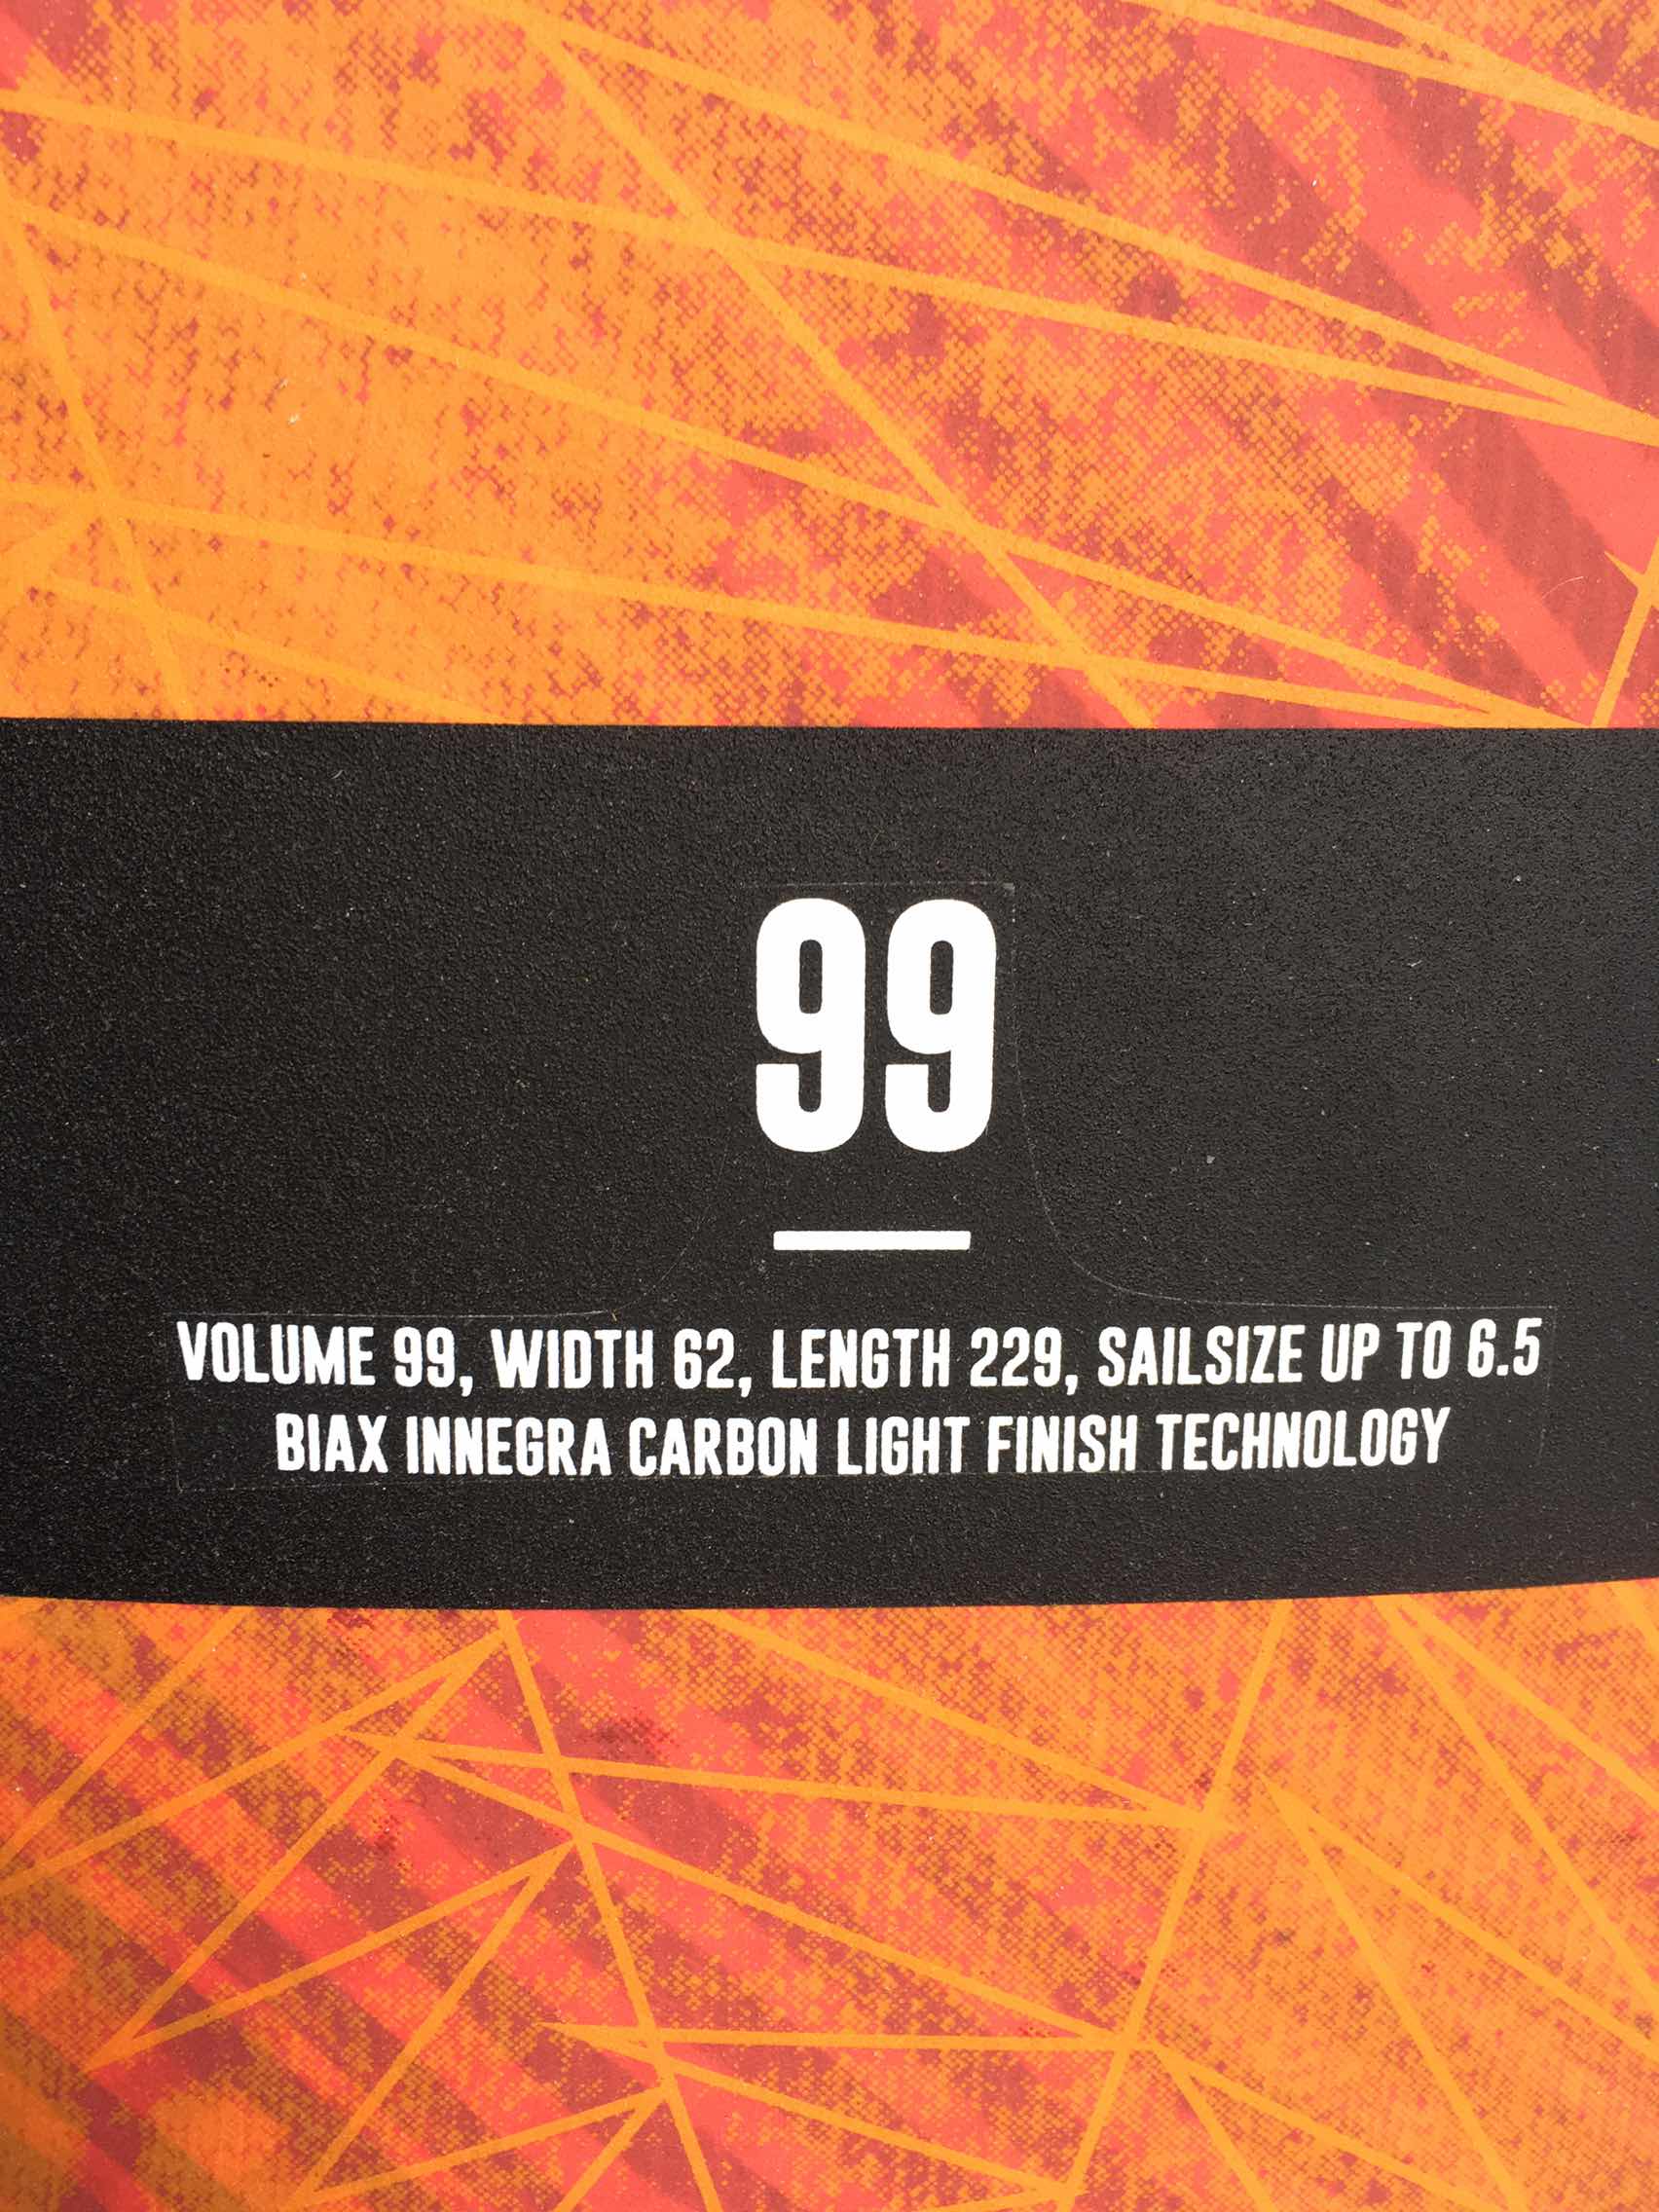 99
VOLUME 99, WIDTH 62, LENGTH 229, SAILSIZE UP TO 6.5
BIAX INNEGRA CARBON LIGHT FINISH TECHNOLOGY